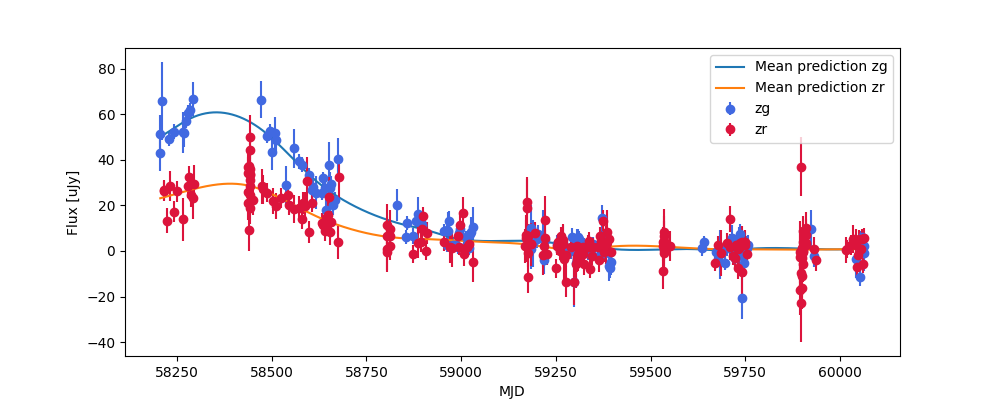 Mean prediction zg
Mean prediction zr
zg
zr
Flux [uJy]
80
60
40
20
0
−20
−40
58250
58500
58750
59000
59250
59500
59750
60000
MJD